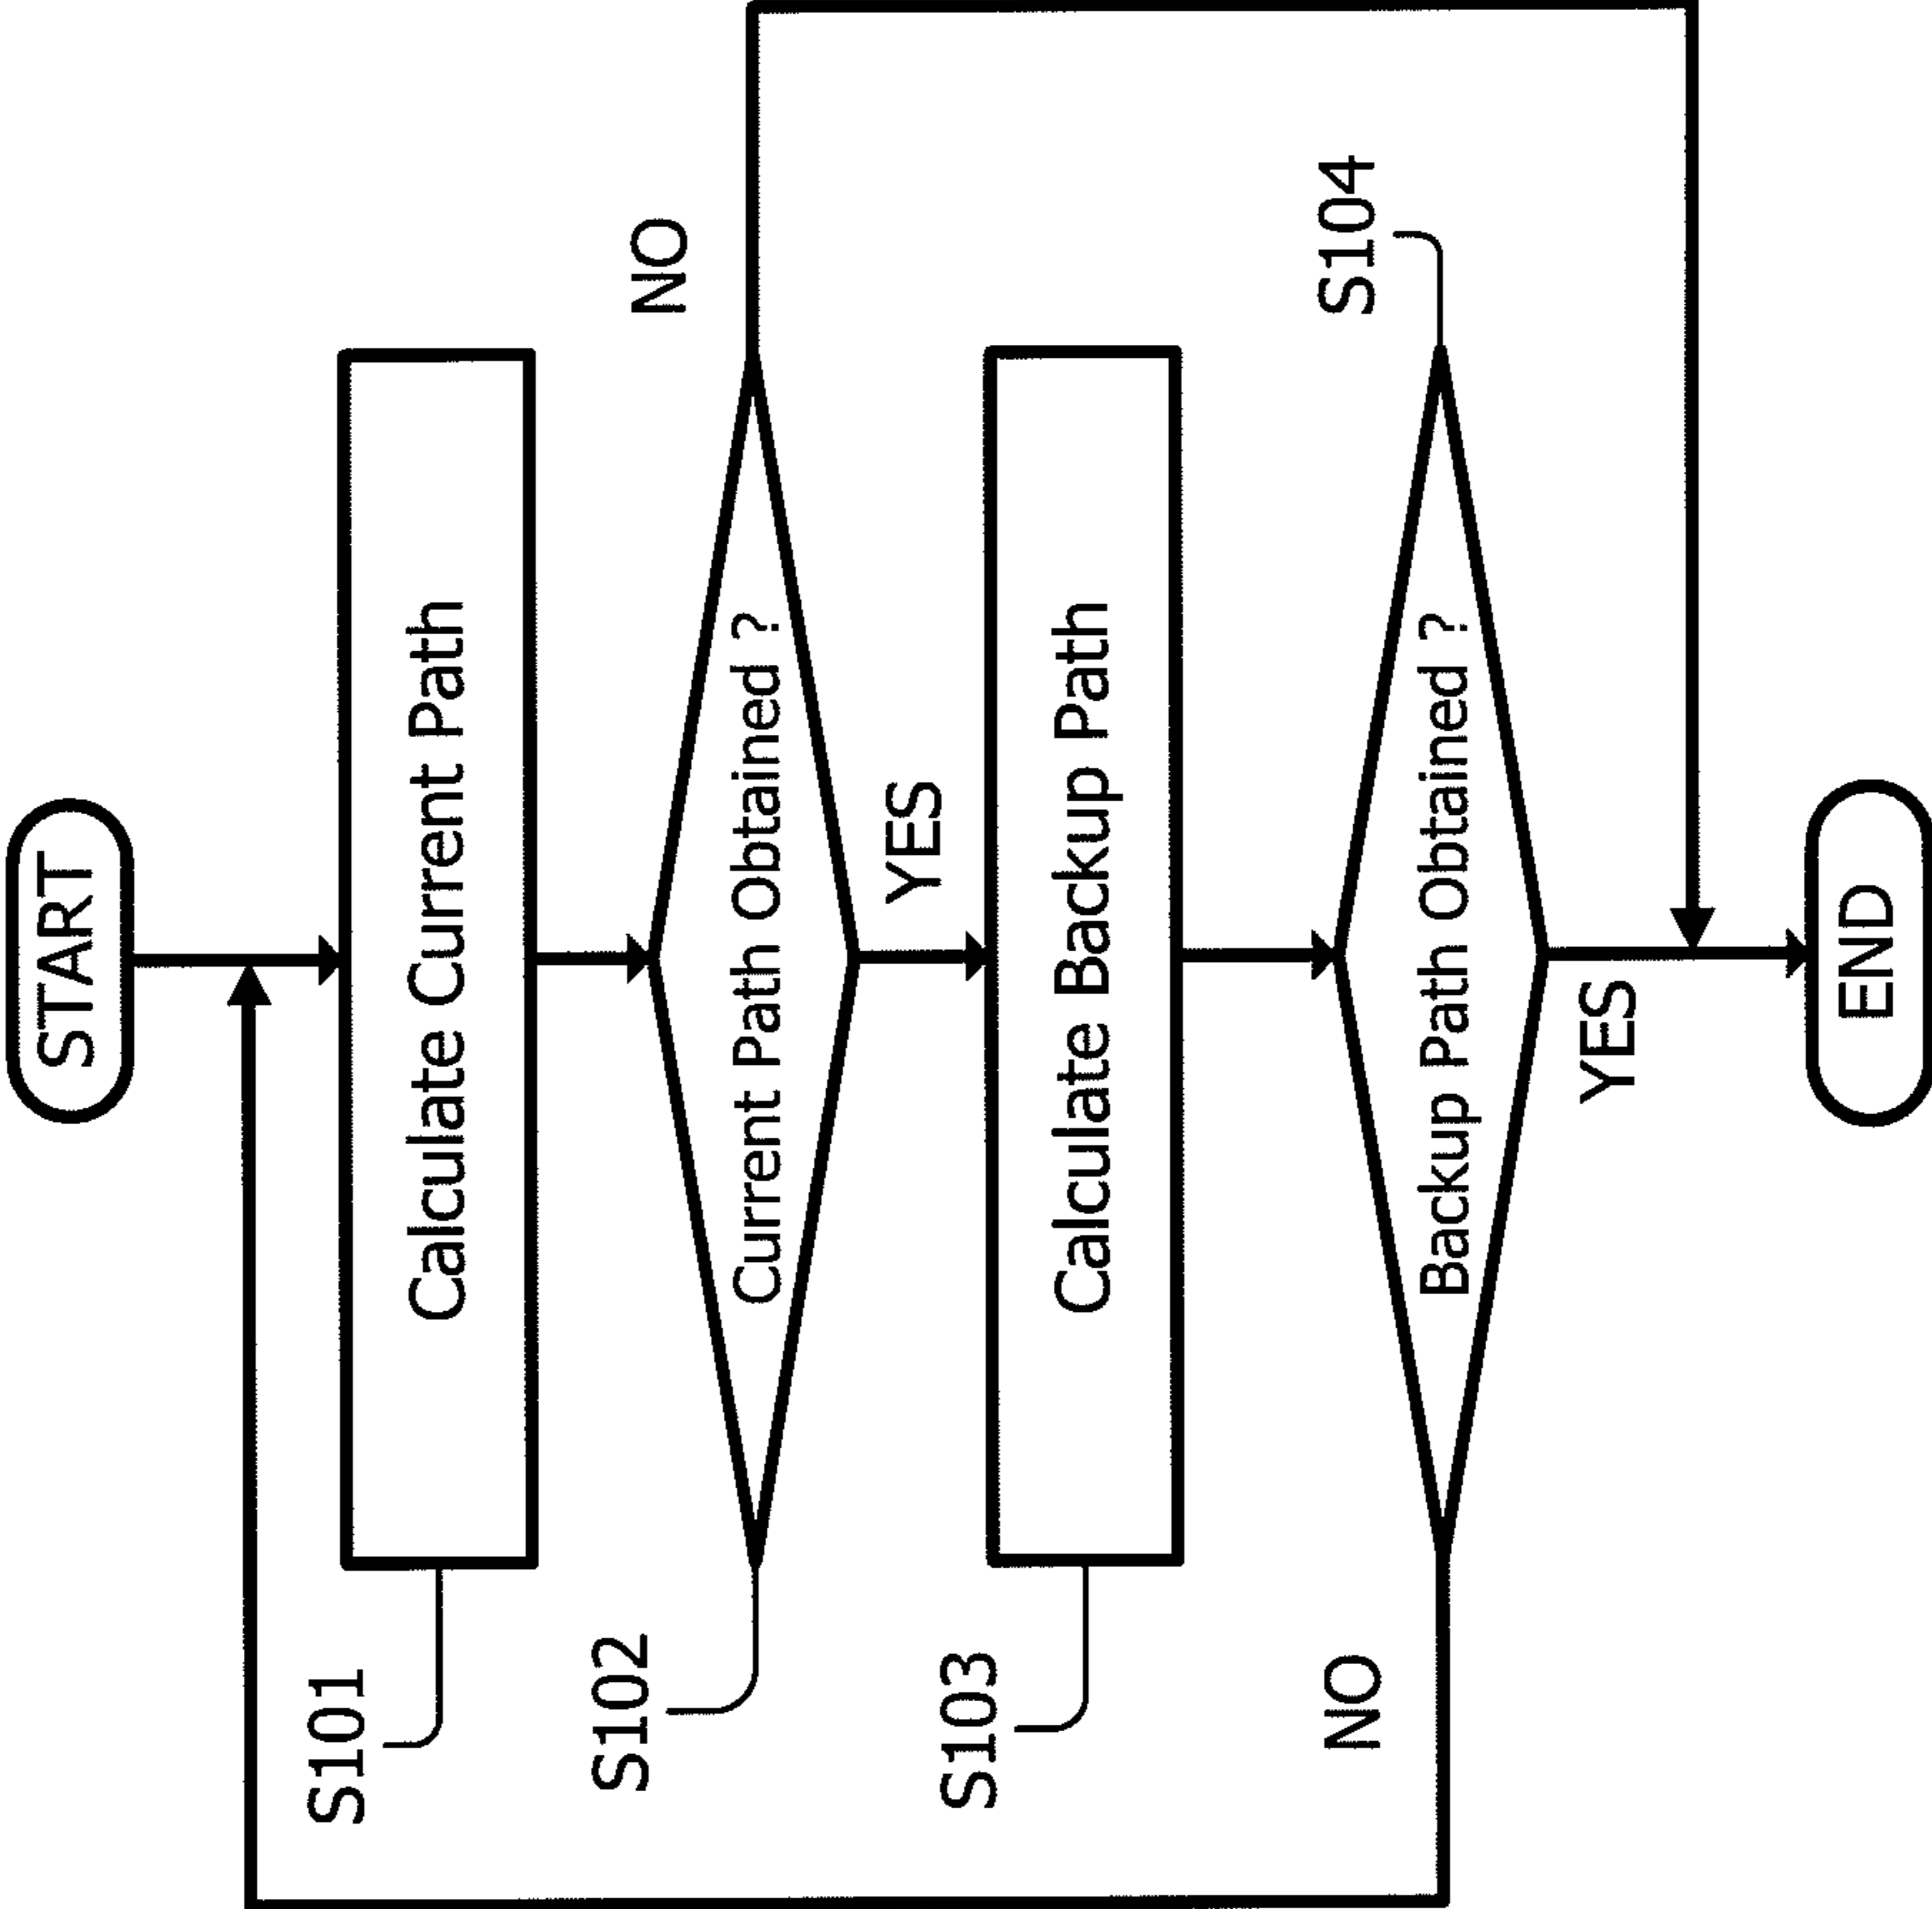 START
S101
Calculate Current Path
S102
Current Path Obtained ?
NO
YES
S103
Calculate Backup Path
S104
Backup Path Obtained ?
NO
YES
END